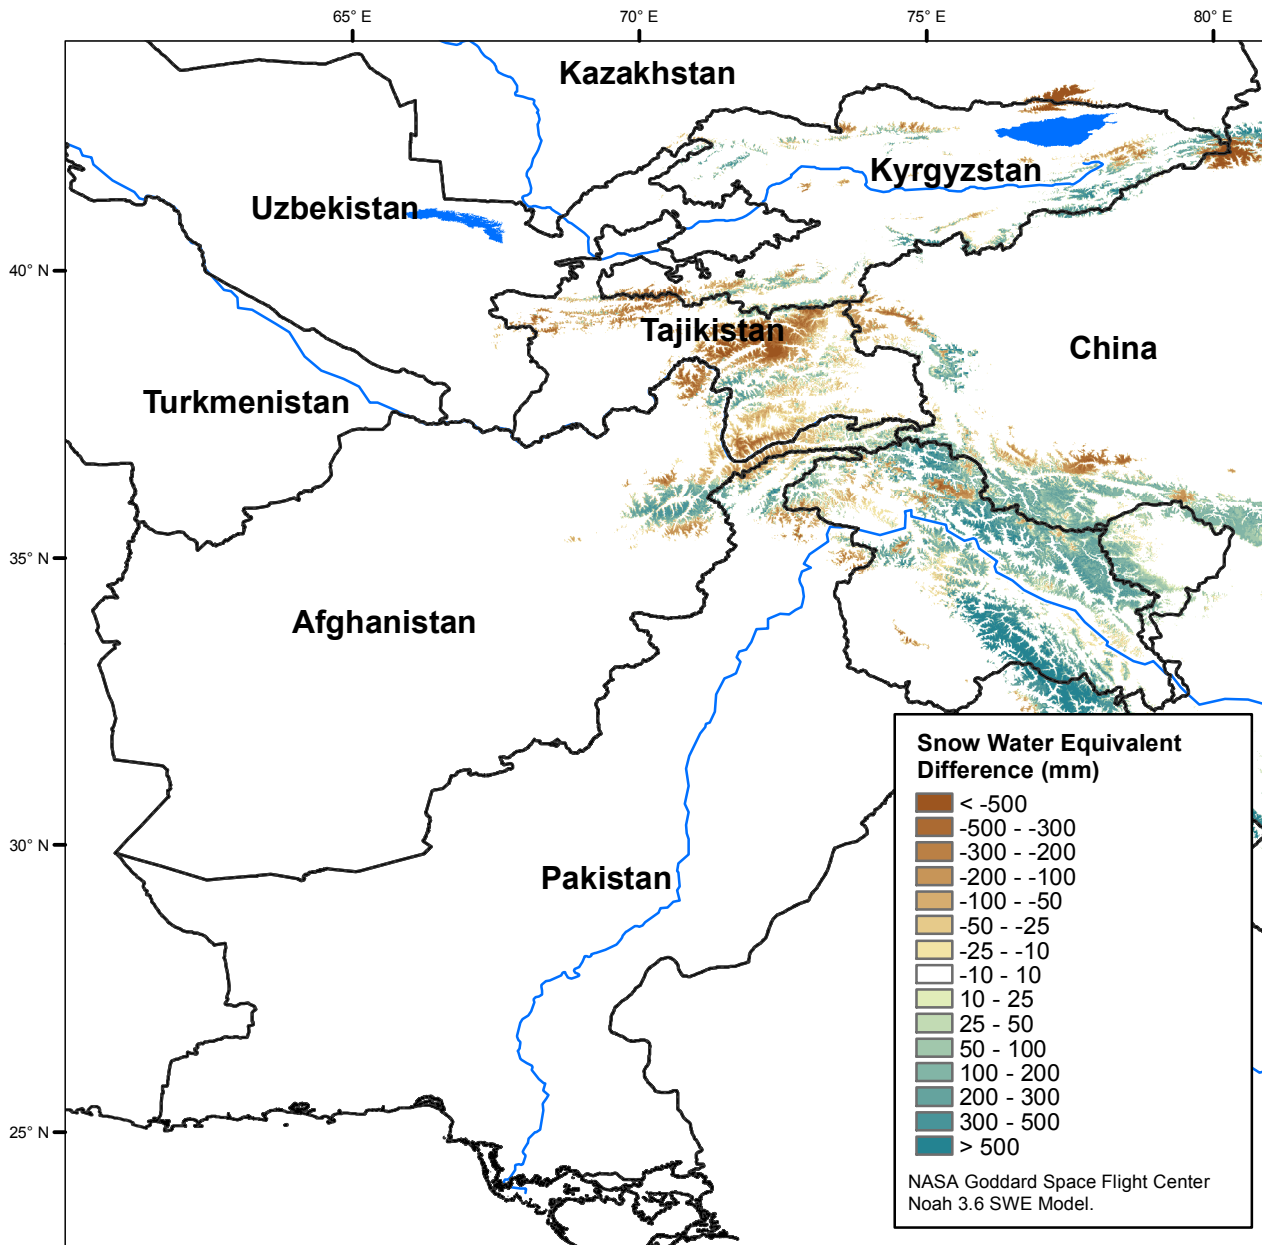 65° E
70° E
75° E
80° E
Kazakhstan
Kyrgyzstan
Uzbekistan
40° N
Tajikistan
China
Turkmenistan
35° N
Afghanistan
30° N
Pakistan
25° N
Snow Water Equivalent
Difference (mm)
< -500
-500 - -300
-300 - -200
-200 - -100
-100 - -50
-50 - -25
-25 - -10
-10 - 10
10 - 25
25 - 50
50 - 100
100 - 200
200 - 300
300 - 500
> 500
NASA Goddard Space Flight Center
Noah 3.6 SWE Model.